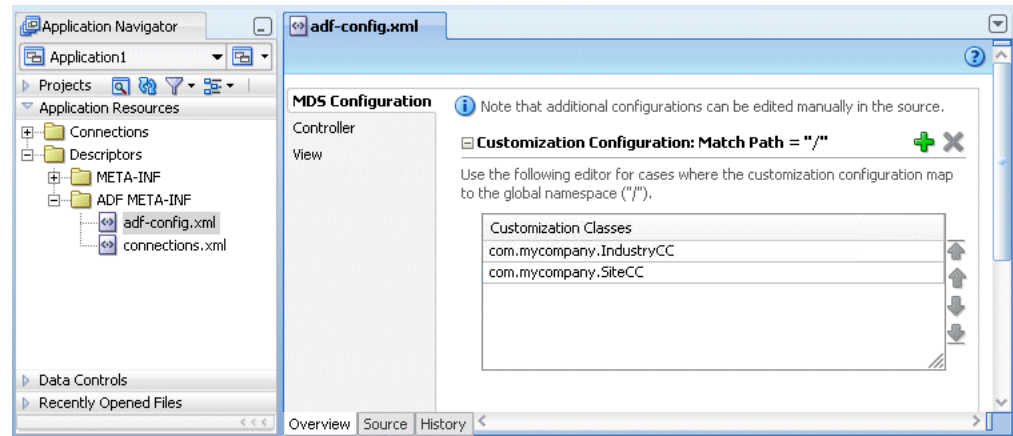 Application Navigator
Application1
Projects
Application Resources
Connections
Descriptors
META-INF
ADF META-INF
adf-config.xml
connections.xml
Data Controls
Recently Opened Files
adf-config.xml
MDS Configuration
Controller
View
Note that additional configurations can be edited manually in the source.
Customization Configuration: Match Path = "/"
Use the following editor for cases where the customization configuration map
to the global namespace ("/").
Customization Classes
com.mycompany.IndustryCC
com.mycompany.SiteCC
Overview Source History